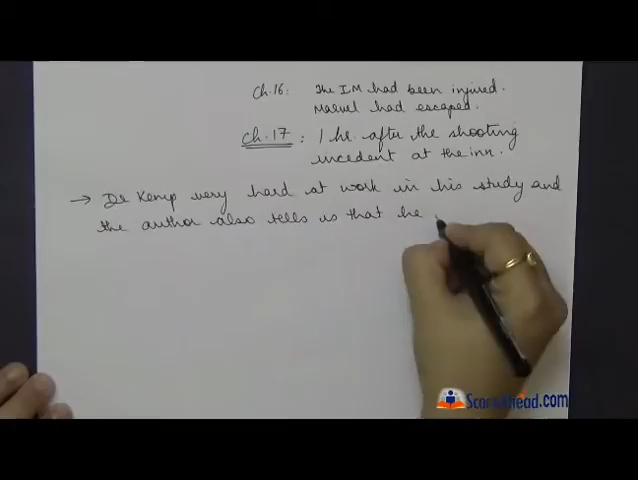 Ch.16: The IM had been injured.
Marvel had escaped.
Ch.17 : 1 hr. after the shooting
incedent at the inn.
→ Dr Kemp very hard at work in his study and
the author also tells us that he
ScoreAhead.com